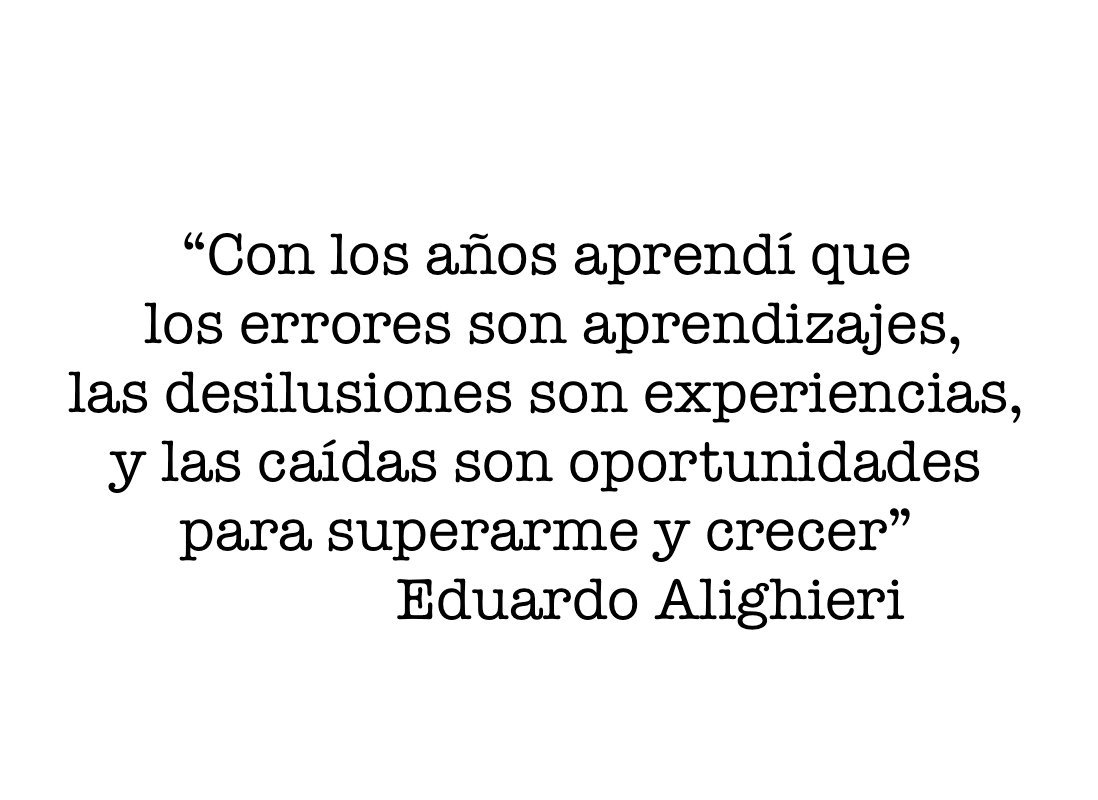 “Con los años aprendí que
los errores son aprendizajes,
las desilusiones son experiencias,
y las caídas son oportunidades
para superarme y crecer”
Eduardo Alighieri